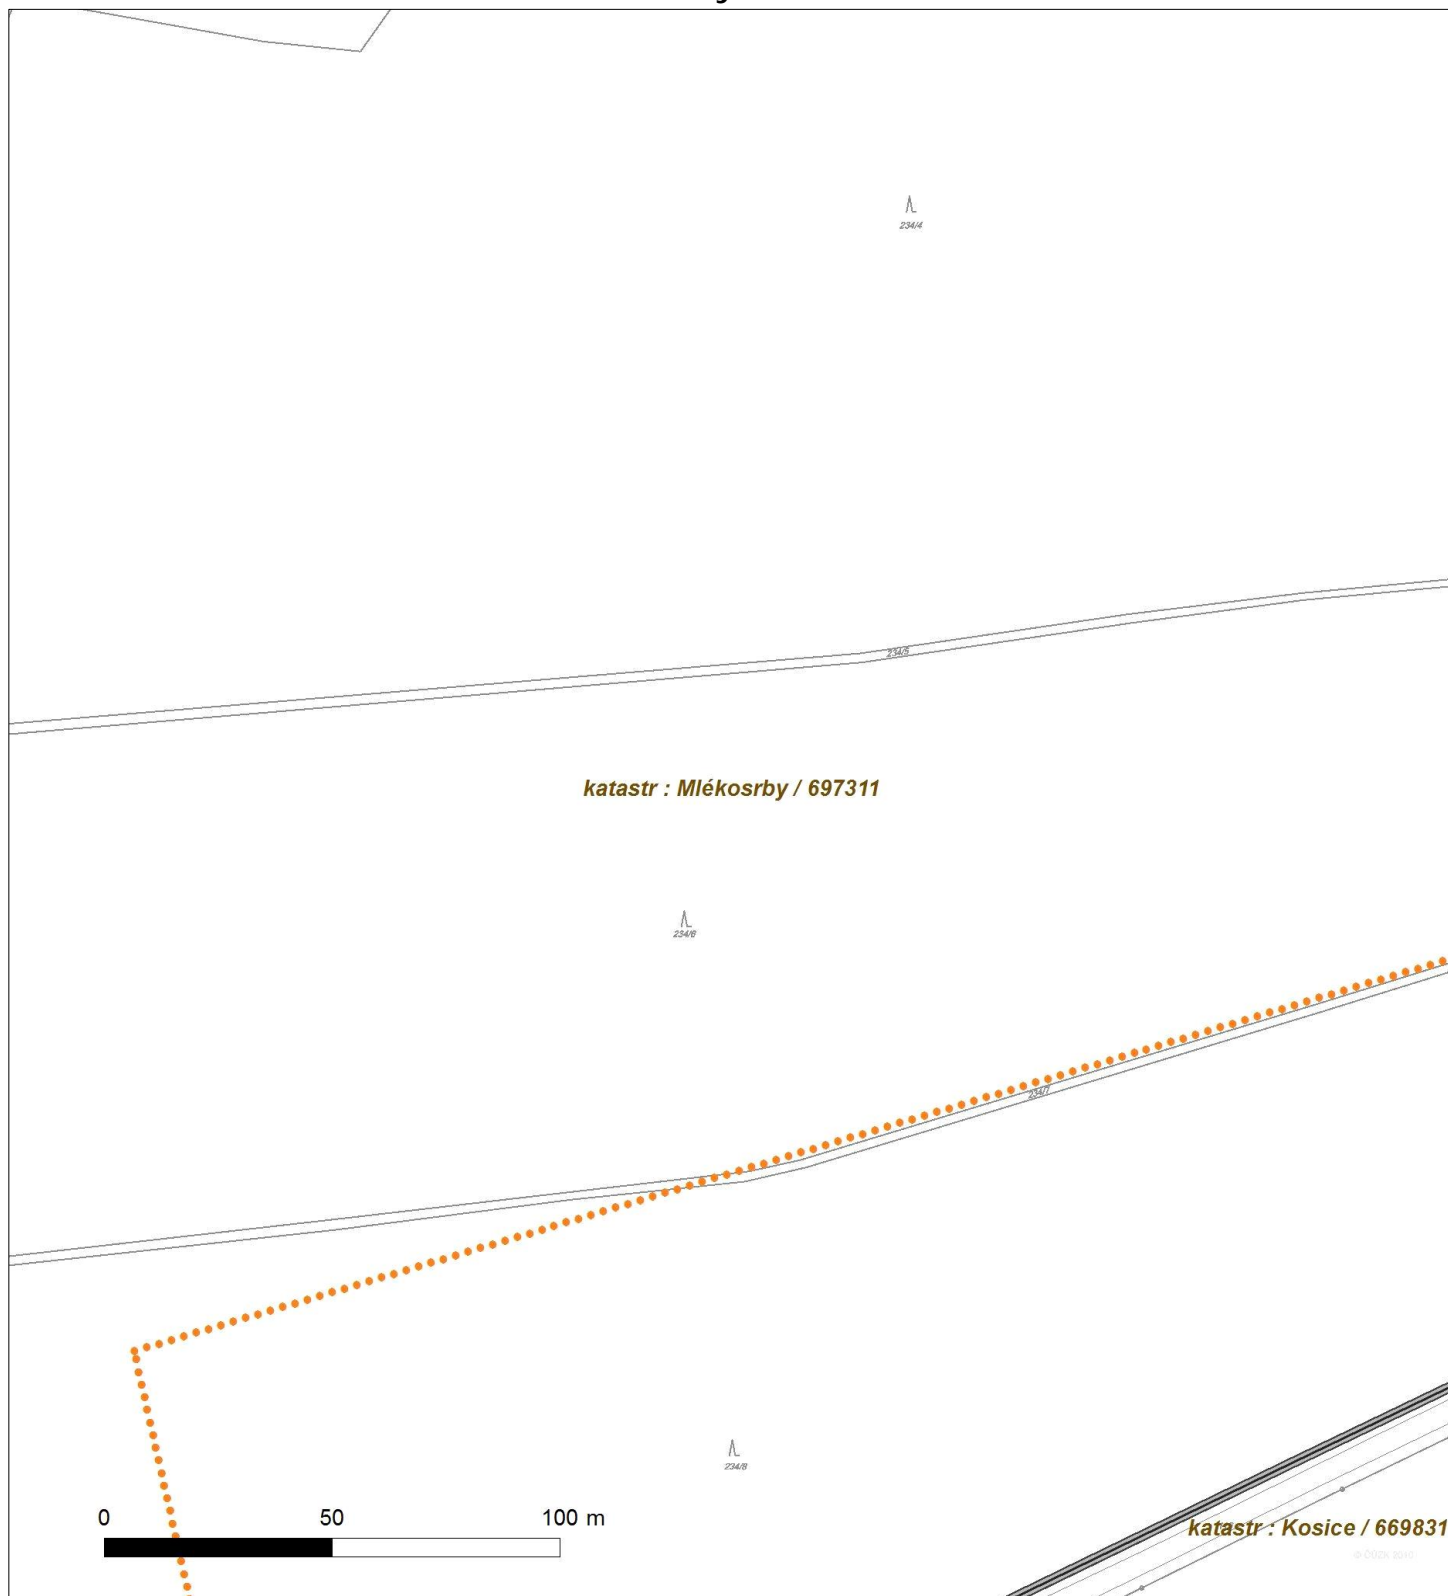 234/4
234/5
katastr : Mlékosrby / 697311
234/6
234/7
234/8
0 50 100 m
katastr : Kosice / 669831